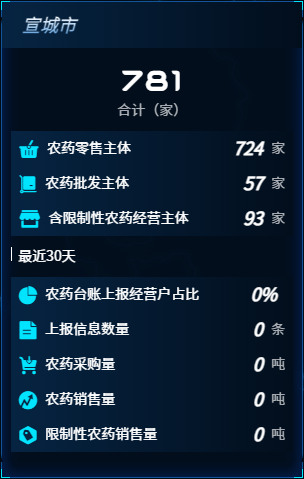 宣城市
781
合计（家）
农药零售主体 724 家
农药批发主体 57 家
含限制性农药经营主体 93 家
最近30天
农药台账上报经营户占比 0%
上报信息数量 0 条
农药采购量 0 吨
农药销售量 0 吨
限制性农药销售量 0 吨